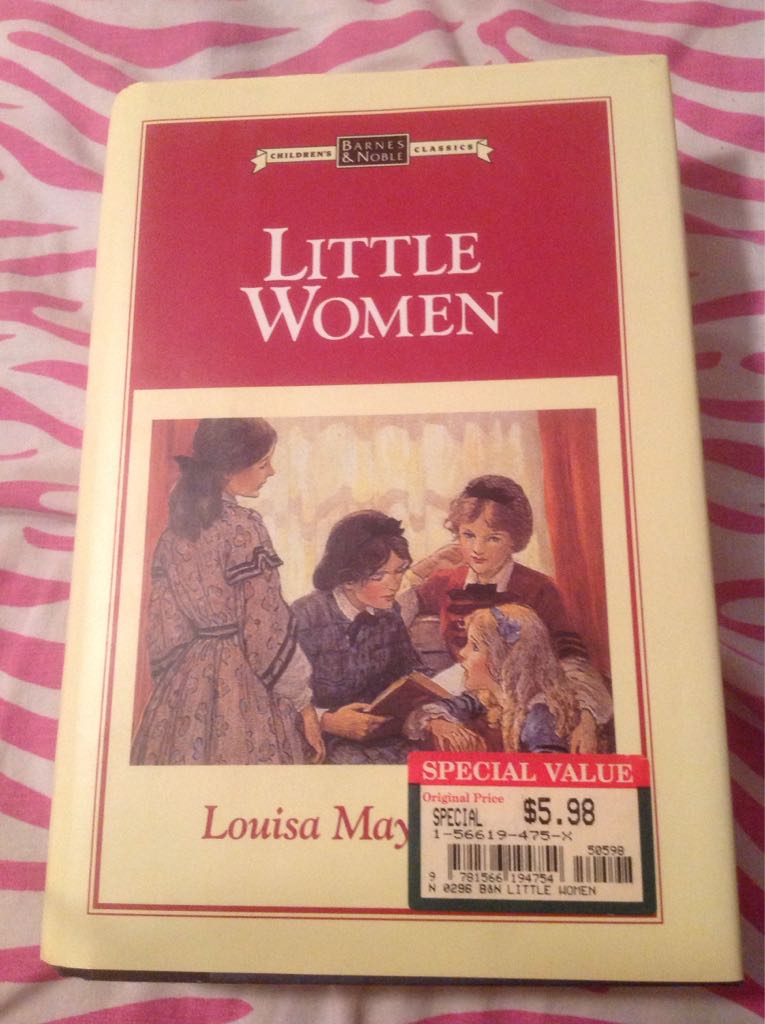 CHILDREN'S BARNES & NOBLE CLASSICS
LITTLE
WOMEN
Louisa May
SPECIAL VALUE
Original Price
SPECIAL $5.98
1-56619-475-X
50598
9 781566 194754
N 0296 B&N LITTLE WOMEN